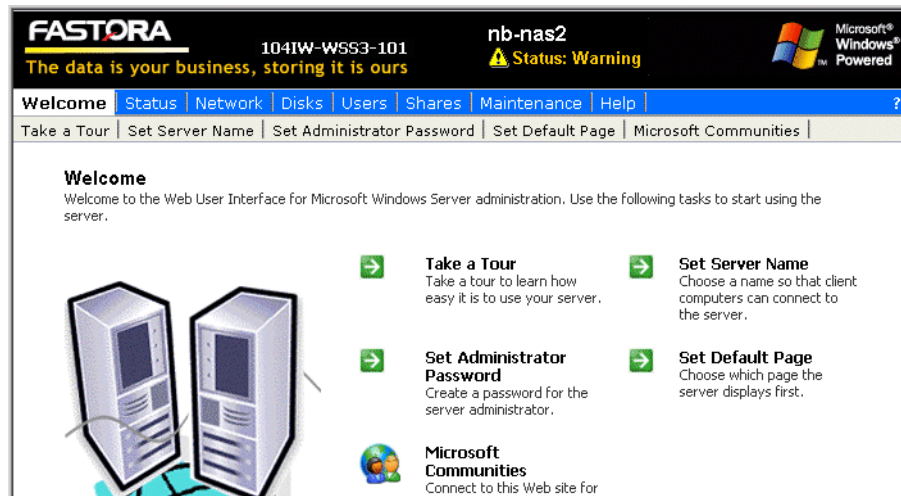 FASTORA
104IW-WSS3-101
The data is your business, storing it is ours
nb-nas2
Status: Warning
Microsoft®
Windows®
Powered
TM
Welcome | Status | Network | Disks | Users | Shares | Maintenance | Help | ?
Take a Tour | Set Server Name | Set Administrator Password | Set Default Page | Microsoft Communities |
Welcome
Welcome to the Web User Interface for Microsoft Windows Server administration. Use the following tasks to start using the
server.
Take a Tour
Take a tour to learn how
easy it is to use your server.
Set Server Name
Choose a name so that client
computers can connect to
the server.
Set Administrator
Password
Create a password for the
server administrator.
Set Default Page
Choose which page the
server displays first.
Microsoft
Communities
Connect to this Web site for